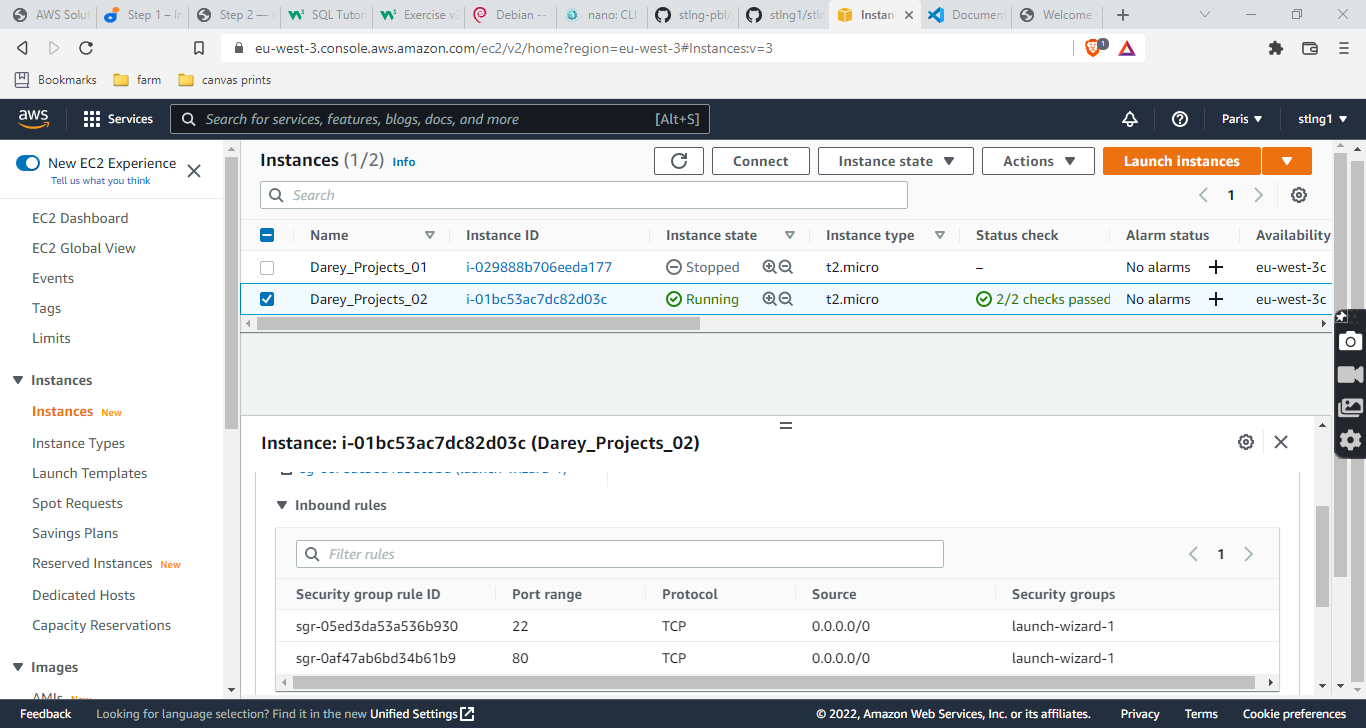 AWS Solut
Step 1 – In
Step 2 —
SQL Tutor
Exercise v
Debian --
nano: CLI
stlng-pbl/
stlng1/stln
Instan
Document
Welcome
eu-west-3.console.aws.amazon.com/ec2/v2/home?region=eu-west-3#Instances:v=3
1
Bookmarks farm canvas prints
aws Services Search for services, features, blogs, docs, and more [Alt+S] Paris stlng1
New EC2 Experience
Tell us what you think
EC2 Dashboard
EC2 Global View
Events
Tags
Limits
Instances
Instances New
Instance Types
Launch Templates
Spot Requests
Savings Plans
Reserved Instances New
Dedicated Hosts
Capacity Reservations
Images
AMIs New
Instances (1/2) Info Connect Instance state Actions Launch instances
Search 1
Name Instance ID Instance state Instance type Status check Alarm status Availability
Darey_Projects_01 i-029888b706eeda177 Stopped t2.micro – No alarms + eu-west-3c
Darey_Projects_02 i-01bc53ac7dc82d03c Running t2.micro 2/2 checks passed No alarms + eu-west-3c
Instance: i-01bc53ac7dc82d03c (Darey_Projects_02)
Inbound rules
Filter rules 1
Security group rule ID Port range Protocol Source Security groups
sgr-05ed3da53a536b930 22 TCP 0.0.0.0/0 launch-wizard-1
sgr-0af47ab6bd34b61b9 80 TCP 0.0.0.0/0 launch-wizard-1
Feedback Looking for language selection? Find it in the new Unified Settings © 2022, Amazon Web Services, Inc. or its affiliates. Privacy Terms Cookie preferences